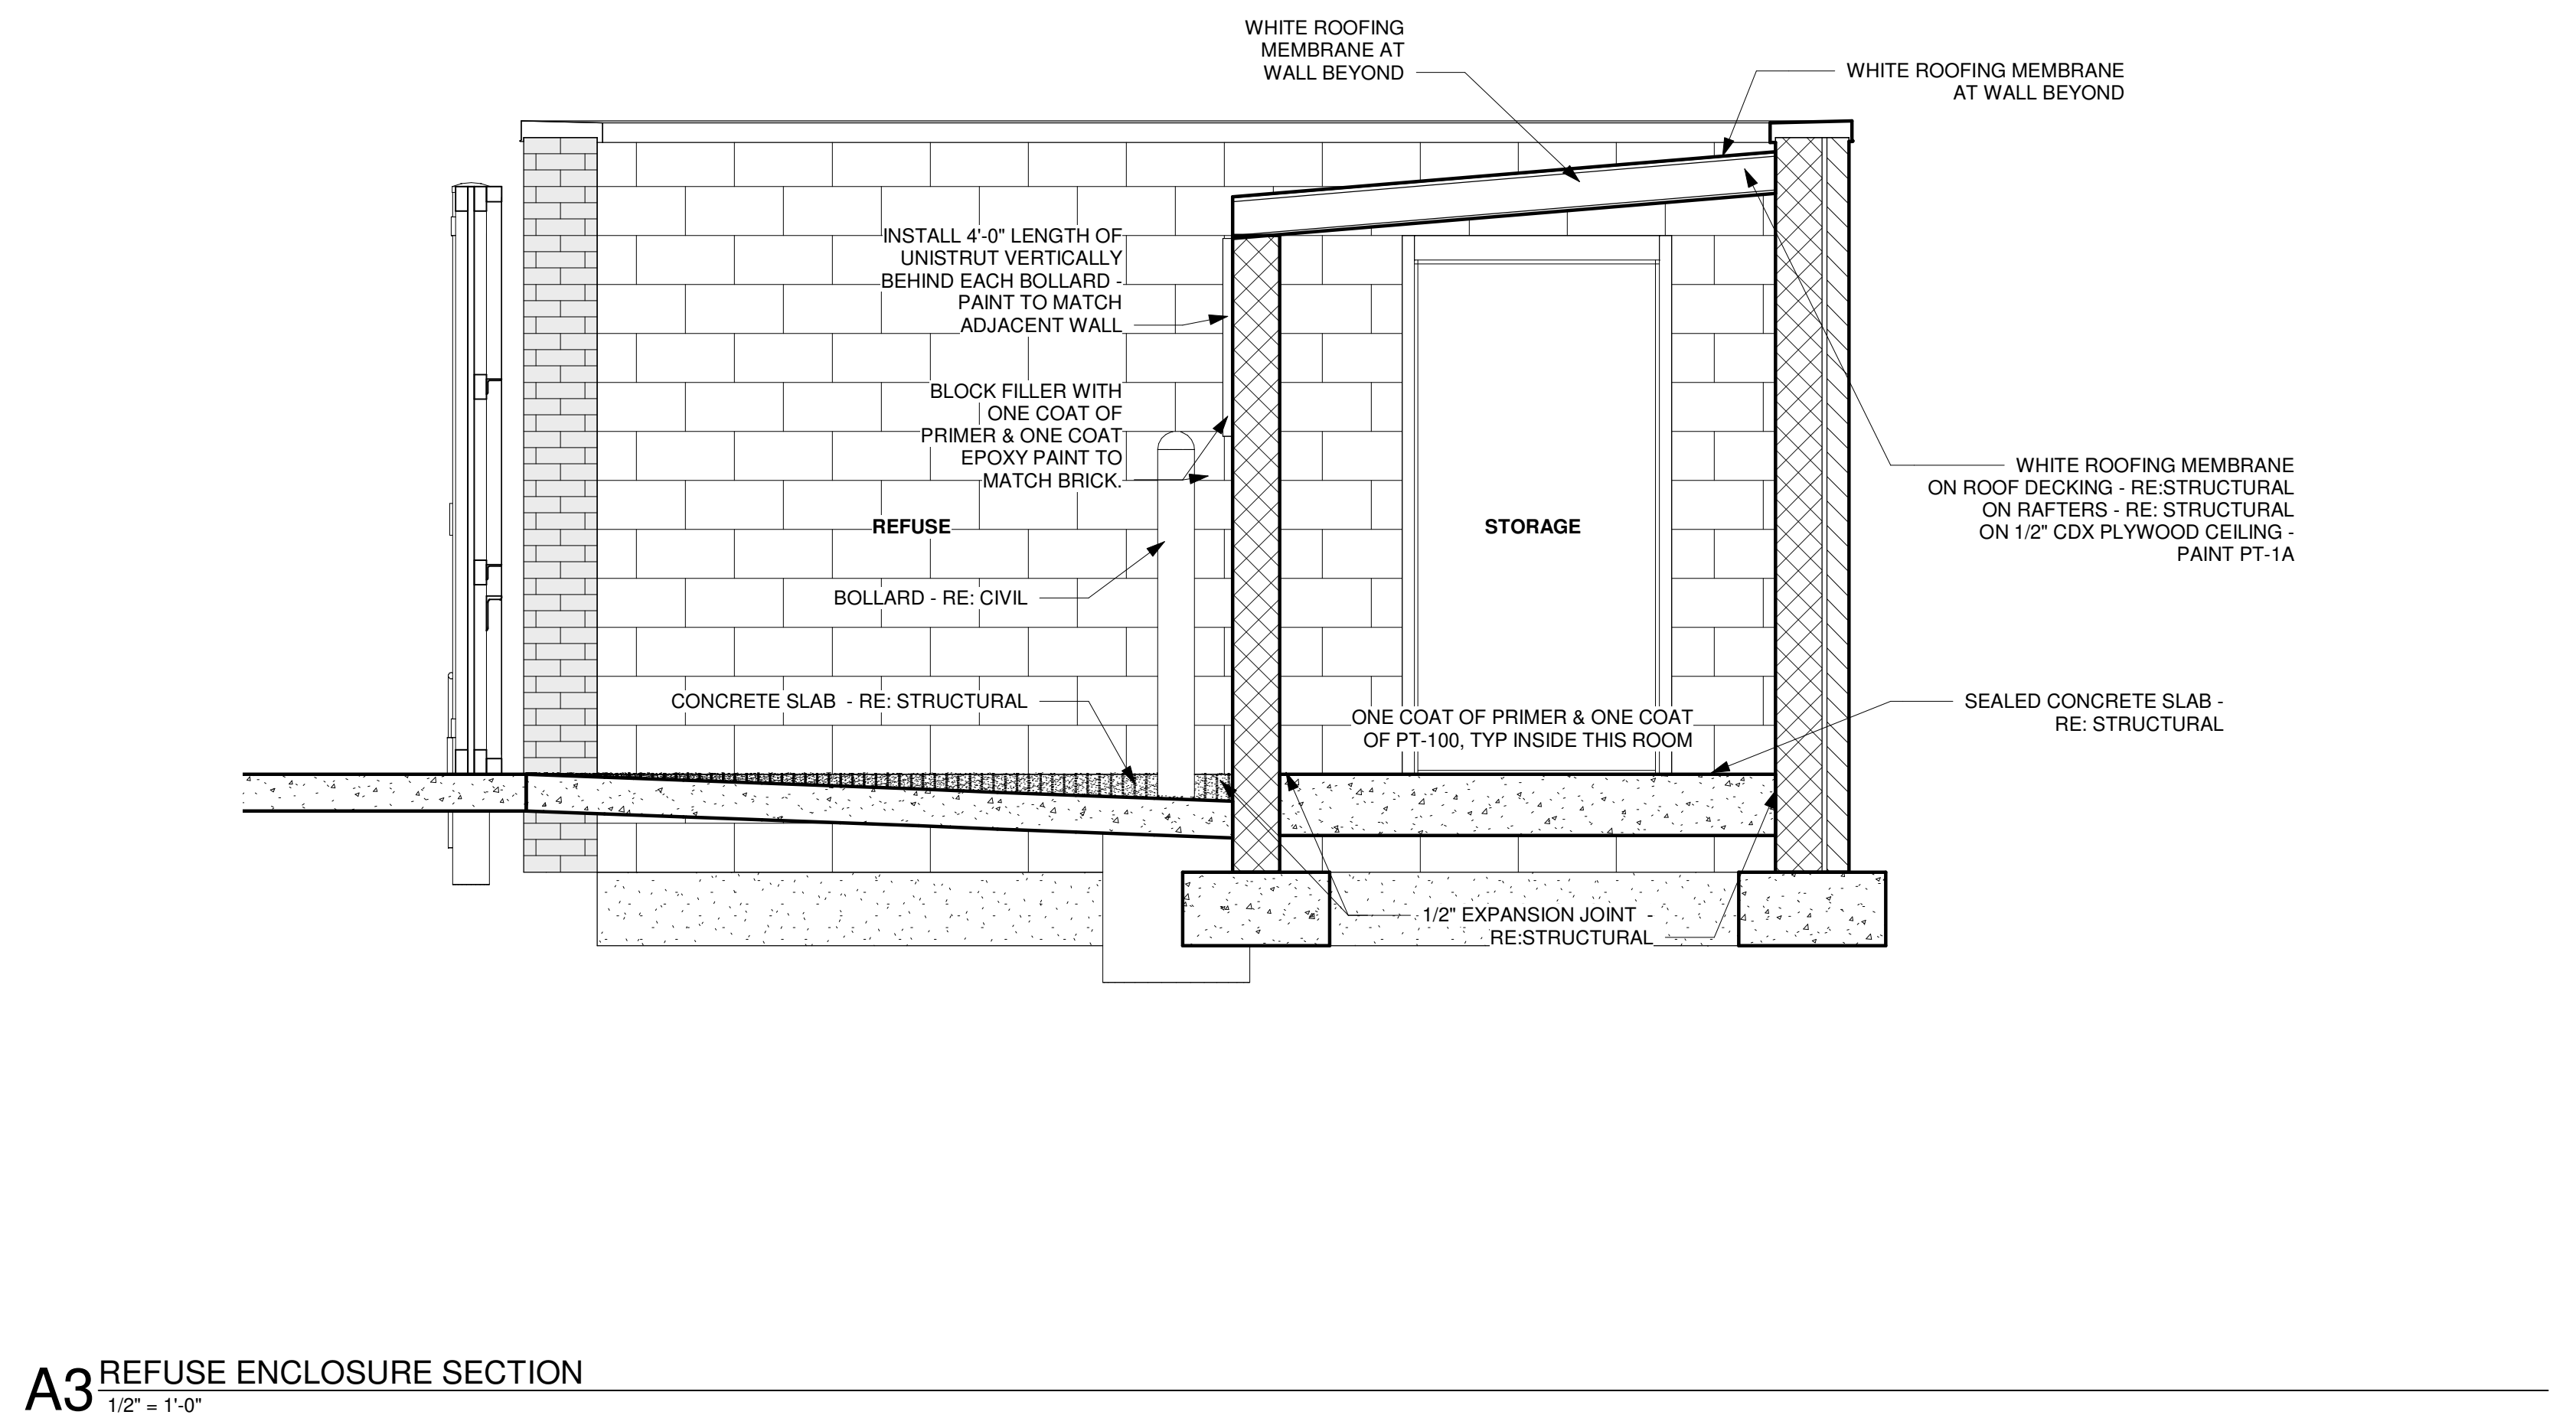 WHITE ROOFING
MEMBRANE AT
WALL BEYOND
WHITE ROOFING MEMBRANE
AT WALL BEYOND
INSTALL 4'-0" LENGTH OF
UNISTRUT VERTICALLY
BEHIND EACH BOLLARD -
PAINT TO MATCH
ADJACENT WALL
BLOCK FILLER WITH
ONE COAT OF
PRIMER & ONE COAT
EPOXY PAINT TO
MATCH BRICK.
WHITE ROOFING MEMBRANE
ON ROOF DECKING - RE:STRUCTURAL
ON RAFTERS - RE: STRUCTURAL
ON 1/2" CDX PLYWOOD CEILING -
PAINT PT-1A
REFUSE
STORAGE
BOLLARD - RE: CIVIL
CONCRETE SLAB - RE: STRUCTURAL
ONE COAT OF PRIMER & ONE COAT
OF PT-100, TYP INSIDE THIS ROOM
SEALED CONCRETE SLAB -
RE: STRUCTURAL
1/2" EXPANSION JOINT -
RE:STRUCTURAL
A3
REFUSE ENCLOSURE SECTION
1/2" = 1'-0"